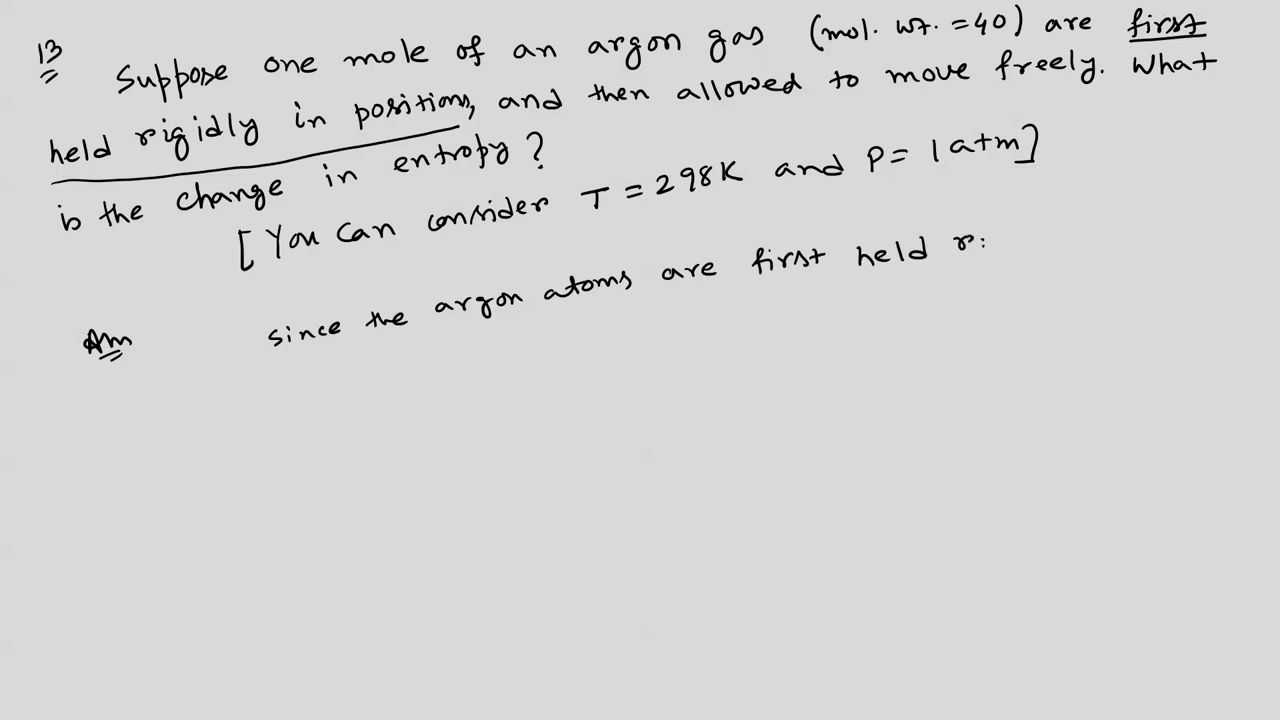 13 Suppose one mole of an argon gas (mol. wt. = 40) are first
held rigidly in positions, and then allowed to move freely. What
is the change in entropy?
[You can consider T = 298K and P = 1 atm]
Ans since the argon atoms are first held r